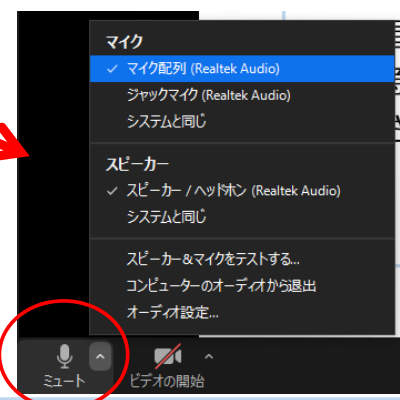 マイク
✓ マイク配列 (Realtek Audio)
ジャックマイク (Realtek Audio)
システムと同じ
スピーカー
✓ スピーカー / ヘッドホン (Realtek Audio)
システムと同じ
スピーカー&マイクをテストする...
コンピューターのオーディオから退出
オーディオ設定...
ミュート
ビデオの開始